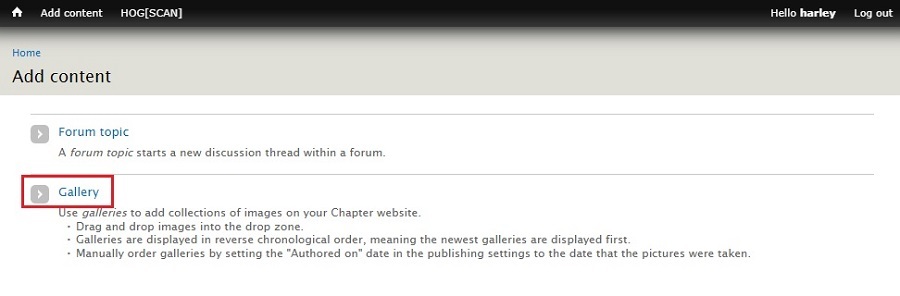 Add content HOG[SCAN] Hello harley Log out
Home
Add content
Forum topic
A forum topic starts a new discussion thread within a forum.
Gallery
Use galleries to add collections of images on your Chapter website.
· Drag and drop images into the drop zone.
· Galleries are displayed in reverse chronological order, meaning the newest galleries are displayed first.
· Manually order galleries by setting the "Authored on" date in the publishing settings to the date that the pictures were taken.